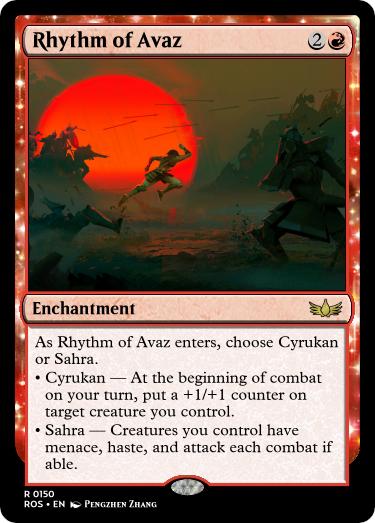 Rhythm of Avaz 2
Enchantment
As Rhythm of Avaz enters, choose Cyrukan
or Sahra.
• Cyrukan — At the beginning of combat
on your turn, put a +1/+1 counter on
target creature you control.
• Sahra — Creatures you control have
menace, haste, and attack each combat if
able.
R 0150
ROS • EN Pengzhen Zhang